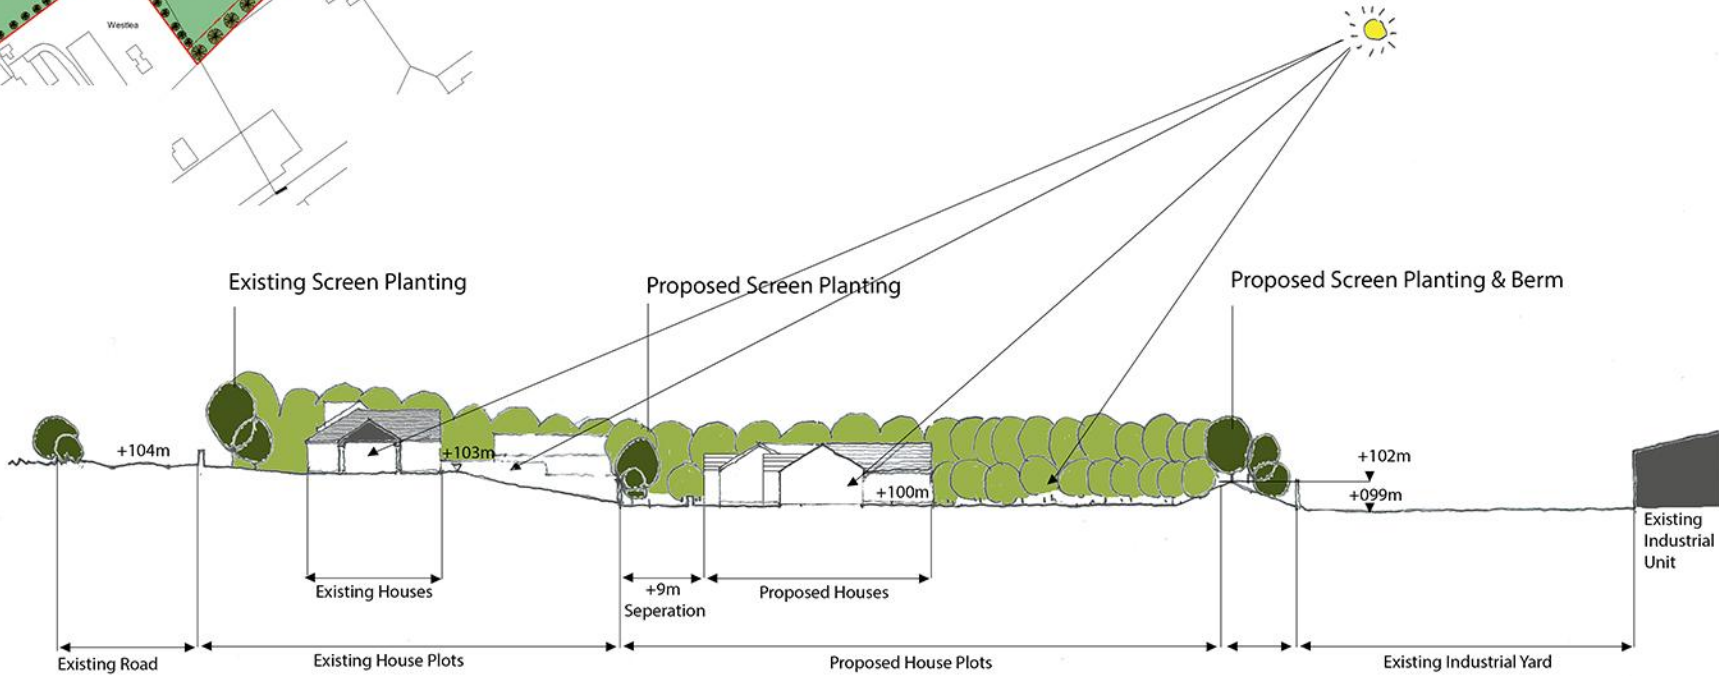 Westlea
Existing Screen Planting
Proposed Screen Planting
Proposed Screen Planting & Berm
+104m
+103m
+100m
+102m
+099m
Existing
Industrial
Unit
Existing Houses
+9m
Seperation
Proposed Houses
Existing Road
Existing House Plots
Proposed House Plots
Existing Industrial Yard